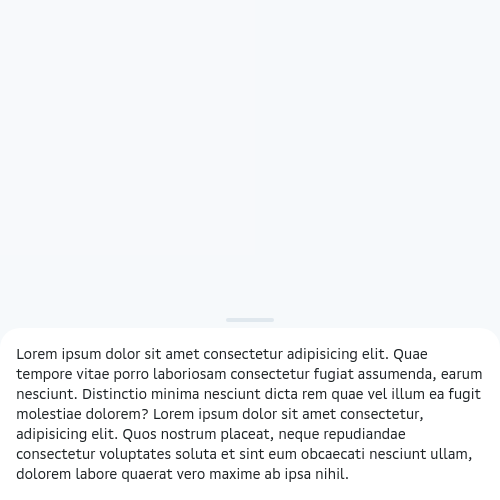 Lorem ipsum dolor sit amet consectetur adipisicing elit. Quae
tempore vitae porro laboriosam consectetur fugiat assumenda, earum
nesciunt. Distinctio minima nesciunt dicta rem quae vel illum ea fugit
molestiae dolorem? Lorem ipsum dolor sit amet consectetur,
adipisicing elit. Quos nostrum placeat, neque repudiandae
consectetur voluptates soluta et sint eum obcaecati nesciunt ullam,
dolorem labore quaerat vero maxime ab ipsa nihil.